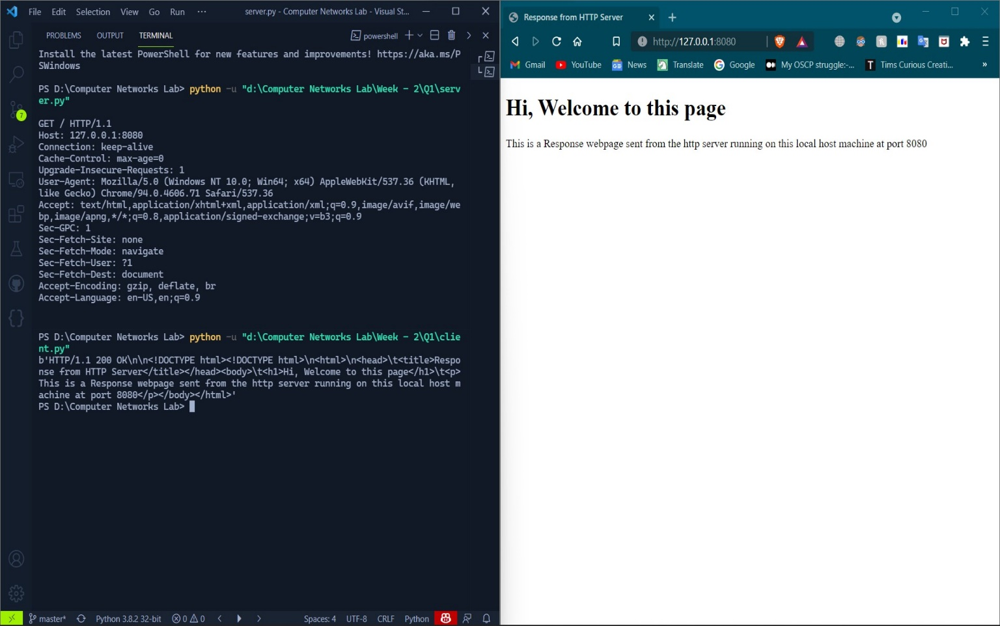 File Edit Selection View Go Run ··· server.py - Computer Networks Lab - Visual St...
PROBLEMS OUTPUT TERMINAL powershell
Install the latest PowerShell for new features and improvements! https://aka.ms/P
SWindows
PS D:\Computer Networks Lab> python -u "d:\Computer Networks Lab\Week - 2\Q1\serv
er.py"
GET / HTTP/1.1
Host: 127.0.0.1:8080
Connection: keep-alive
Cache-Control: max-age=0
Upgrade-Insecure-Requests: 1
User-Agent: Mozilla/5.0 (Windows NT 10.0; Win64; x64) AppleWebKit/537.36 (KHTML,
like Gecko) Chrome/94.0.4606.71 Safari/537.36
Accept: text/html,application/xhtml+xml,application/xml;q=0.9,image/avif,image/we
bp,image/apng,*/*;q=0.8,application/signed-exchange;v=b3;q=0.9
Sec-GPC: 1
Sec-Fetch-Site: none
Sec-Fetch-Mode: navigate
Sec-Fetch-User: ?1
Sec-Fetch-Dest: document
Accept-Encoding: gzip, deflate, br
Accept-Language: en-US,en;q=0.9
PS D:\Computer Networks Lab> python -u "d:\Computer Networks Lab\Week - 2\Q1\clie
nt.py"
b'HTTP/1.1 200 OK\n\n<!DOCTYPE html><!DOCTYPE html>\n<html>\n<head>\t<title>Respo
nse from HTTP Server</title></head><body>\t<h1>Hi, Welcome to this page</h1>\t<p>
This is a Response webpage sent from the http server running on this local host m
achine at port 8080</p></body></html>'
PS D:\Computer Networks Lab>
7
master* Python 3.8.2 32-bit 0 0 Spaces: 4 UTF-8 CRLF Python
Response from HTTP Server
http://127.0.0.1:8080
Gmail YouTube News Translate Google My OSCP struggle:-... Tims Curious Creati... »
Hi, Welcome to this page
This is a Response webpage sent from the http server running on this local host machine at port 8080